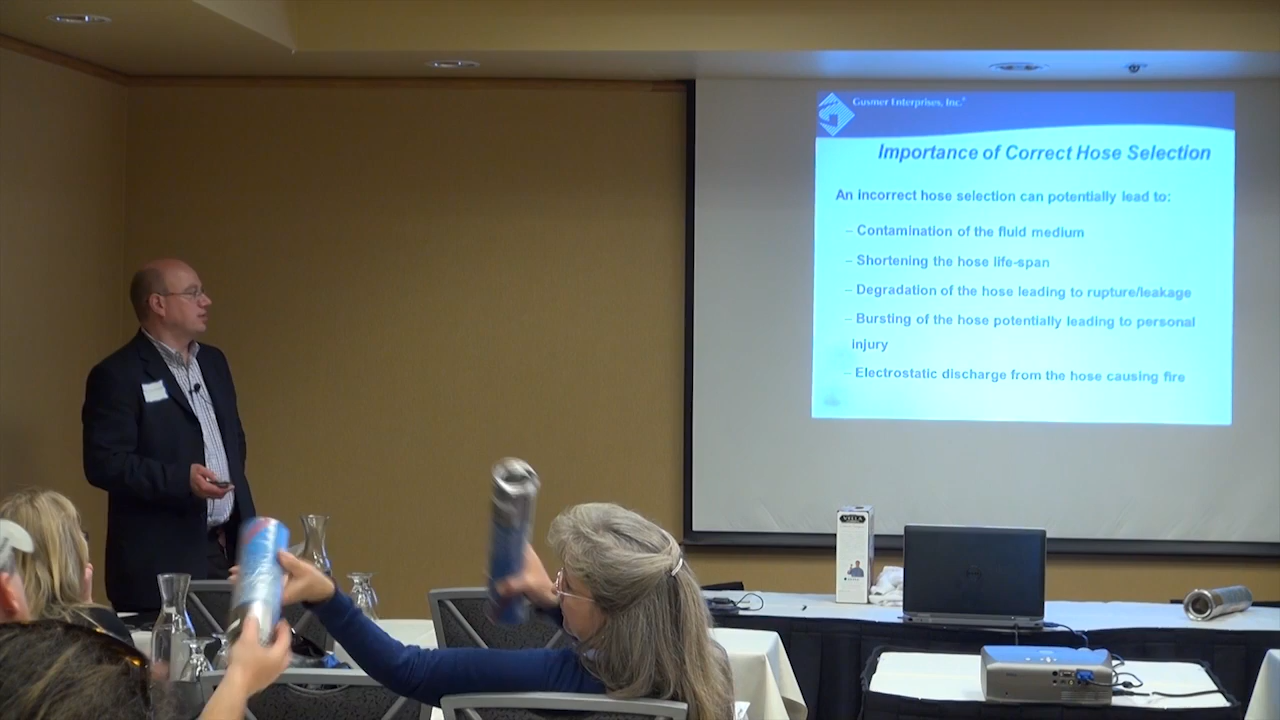 Gusmer Enterprises, Inc.®
Importance of Correct Hose Selection
An incorrect hose selection can potentially lead to:
– Contamination of the fluid medium
– Shortening the hose life-span
– Degradation of the hose leading to rupture/leakage
– Bursting of the hose potentially leading to personal
injury
– Electrostatic discharge from the hose causing fire